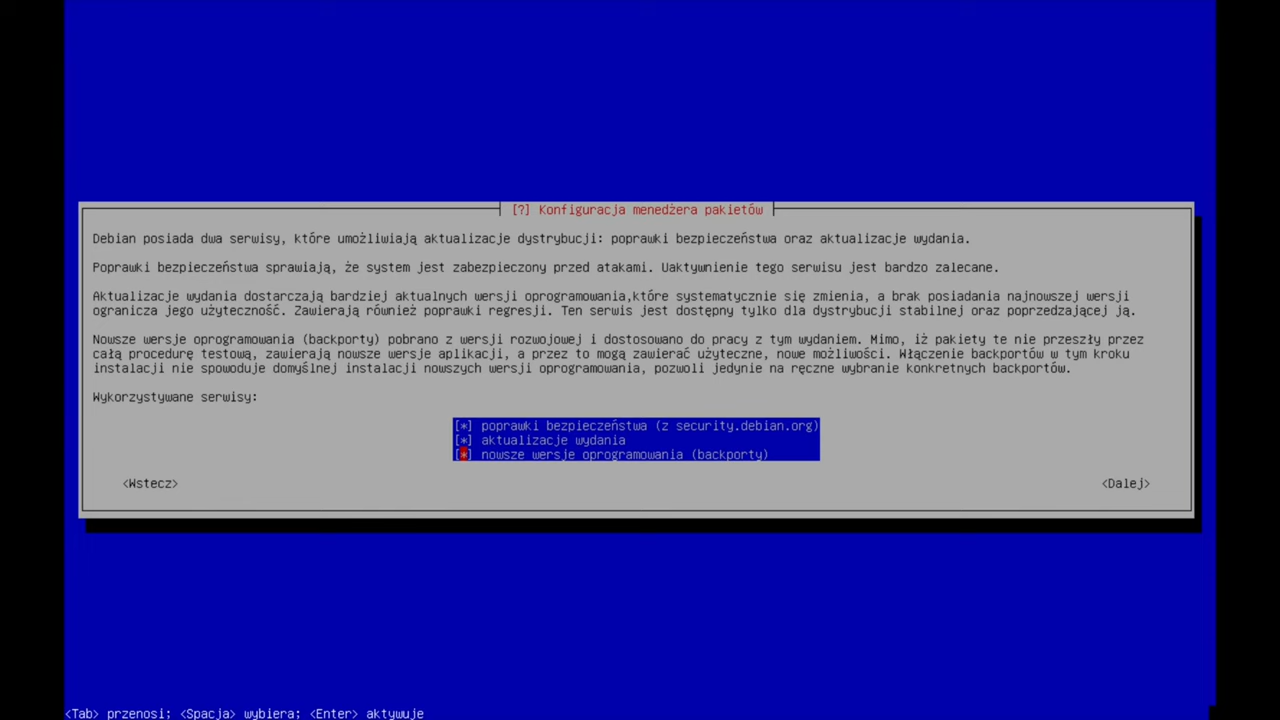 [?] Konfiguracja menedżera pakietów
Debian posiada dwa serwisy, które umożliwiają aktualizacje dystrybucji: poprawki bezpieczeństwa oraz aktualizacje wydania.
Poprawki bezpieczeństwa sprawiają, że system jest zabezpieczony przed atakami. Uaktywnienie tego serwisu jest bardzo zalecane.
Aktualizacje wydania dostarczają bardziej aktualnych wersji oprogramowania,które systematycznie się zmienia, a brak posiadania najnowszej wersji
ogranicza jego użyteczność. Zawierają również poprawki regresji. Ten serwis jest dostępny tylko dla dystrybucji stabilnej oraz poprzedzającej ją.
Nowsze wersje oprogramowania (backporty) pobrano z wersji rozwojowej i dostosowano do pracy z tym wydaniem. Mimo, iż pakiety te nie przeszły przez
całą procedurę testową, zawierają nowsze wersje aplikacji, a przez to mogą zawierać użyteczne, nowe możliwości. Włączenie backportów w tym kroku
instalacji nie spowoduje domyślnej instalacji nowszych wersji oprogramowania, pozwoli jedynie na ręczne wybranie konkretnych backportów.
Wykorzystywane serwisy:
[*] poprawki bezpieczeństwa (z security.debian.org)
[*] aktualizacje wydania
[*] nowsze wersje oprogramowania (backporty)
<Wstecz> <Dalej>
<Tab> przenosi; <Spacja> wybiera; <Enter> aktywuje